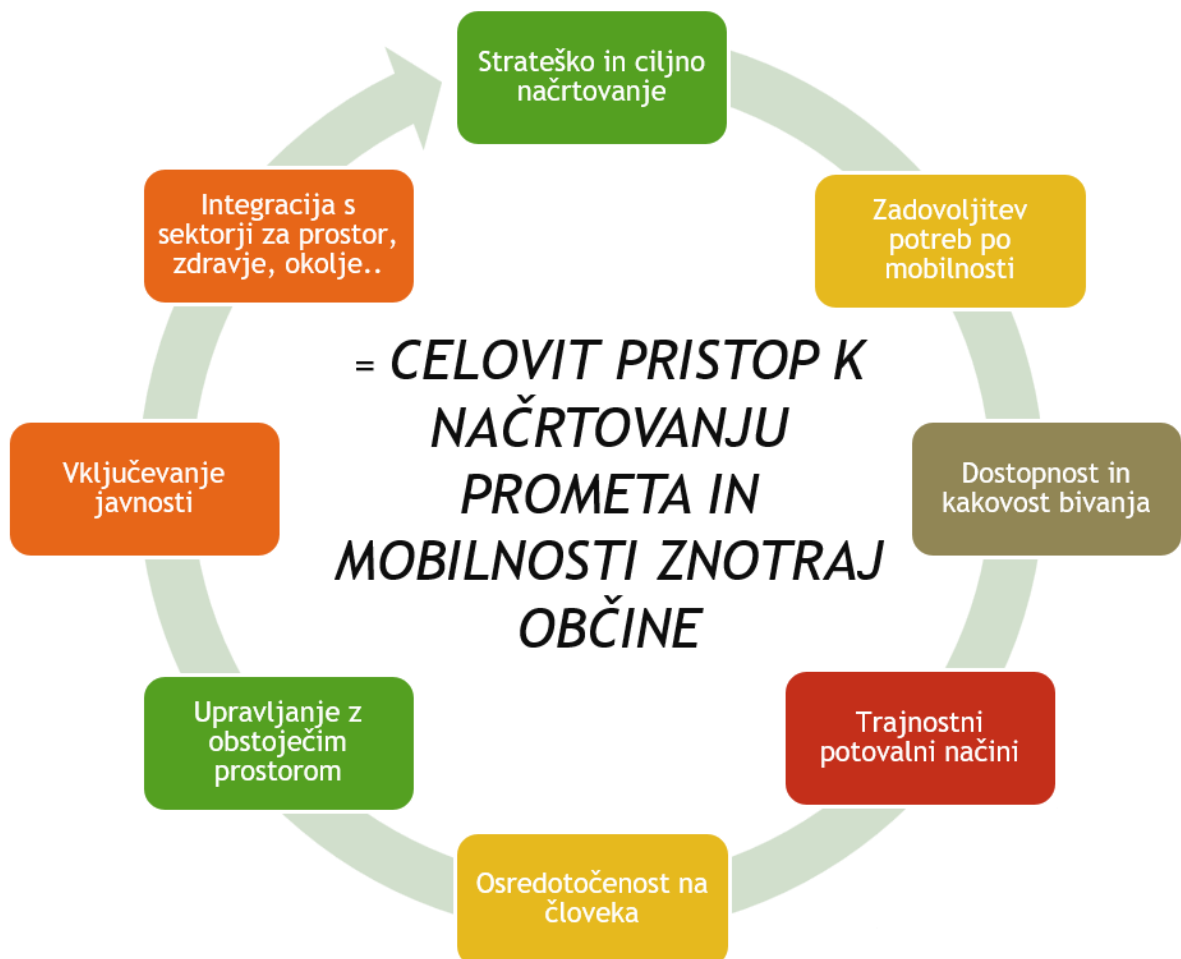 Strateško in ciljno
načrtovanje
Zadovoljitev
potreb po
mobilnosti
Dostopnost in
kakovost bivanja
Trajnostni
potovalni načini
Osredotočenost na
človeka
Upravljanje z
obstoječim
prostorom
Vključevanje
javnosti
Integracija s
sektorji za prostor,
zdravje, okolje..
= CELOVIT PRISTOP K
NAČRTOVANJU
PROMETA IN
MOBILNOSTI ZNOTRAJ
OBČINE